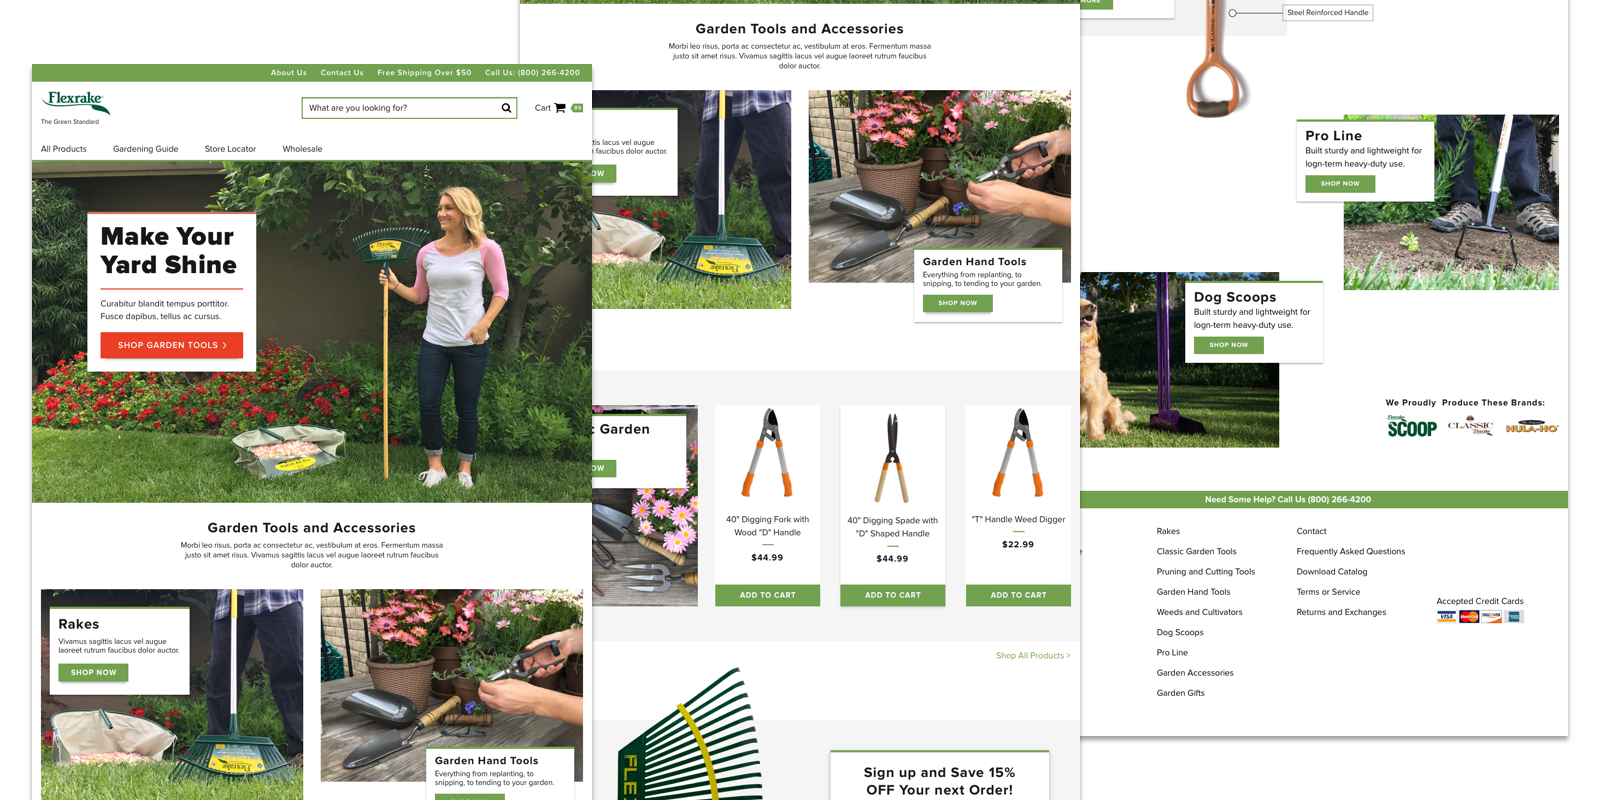 About Us Contact Us Free Shipping Over $50 Call Us: (800) 266-4200
Flexrake
The Green Standard
What are you looking for?
Cart 89
All Products Gardening Guide Store Locator Wholesale
Make Your
Yard Shine
Curabitur blandit tempus porttitor.
Fusce dapibus, tellus ac cursus.
SHOP GARDEN TOOLS >
Garden Tools and Accessories
Morbi leo risus, porta ac consectetur ac, vestibulum at eros. Fermentum massa
justo sit amet risus. Vivamus sagittis lacus vel augue laoreet rutrum faucibus
dolor auctor.
Rakes
Vivamus sagittis lacus vel augue
laoreet rutrum faucibus dolor auctor.
SHOP NOW
Flexrake
Garden Hand Tools
Everything from replanting, to
snipping, to tending to your garden.
Garden Tools and Accessories
Morbi leo risus, porta ac consectetur ac, vestibulum at eros. Fermentum massa
justo sit amet risus. Vivamus sagittis lacus vel augue laoreet rutrum faucibus
dolor auctor.
tis lacus vel augue
faucibus dolor auctor.
OW
Flexrake
Garden Hand Tools
Everything from replanting, to
snipping, to tending to your garden.
SHOP NOW
c Garden
OW
40" Digging Fork with
Wood "D" Handle
$44.99
ADD TO CART
40" Digging Spade with
"D" Shaped Handle
$44.99
ADD TO CART
"T" Handle Weed Digger
$22.99
ADD TO CART
Shop All Products >
FLE
Sign up and Save 15%
OFF Your next Order!
MORE
Steel Reinforced Handle
Pro Line
Built sturdy and lightweight for
logn-term heavy-duty use.
SHOP NOW
Dog Scoops
Built sturdy and lightweight for
logn-term heavy-duty use.
SHOP NOW
We Proudly Produce These Brands:
Flexrake SCOOP CLASSIC Flexrake HULA-HO
Need Some Help? Call Us (800) 266-4200
e
Rakes
Classic Garden Tools
Pruning and Cutting Tools
Garden Hand Tools
Weeds and Cultivators
Dog Scoops
Pro Line
Garden Accessories
Garden Gifts
Contact
Frequently Asked Questions
Download Catalog
Terms or Service
Returns and Exchanges
Accepted Credit Cards
VISA MasterCard DISCOVER